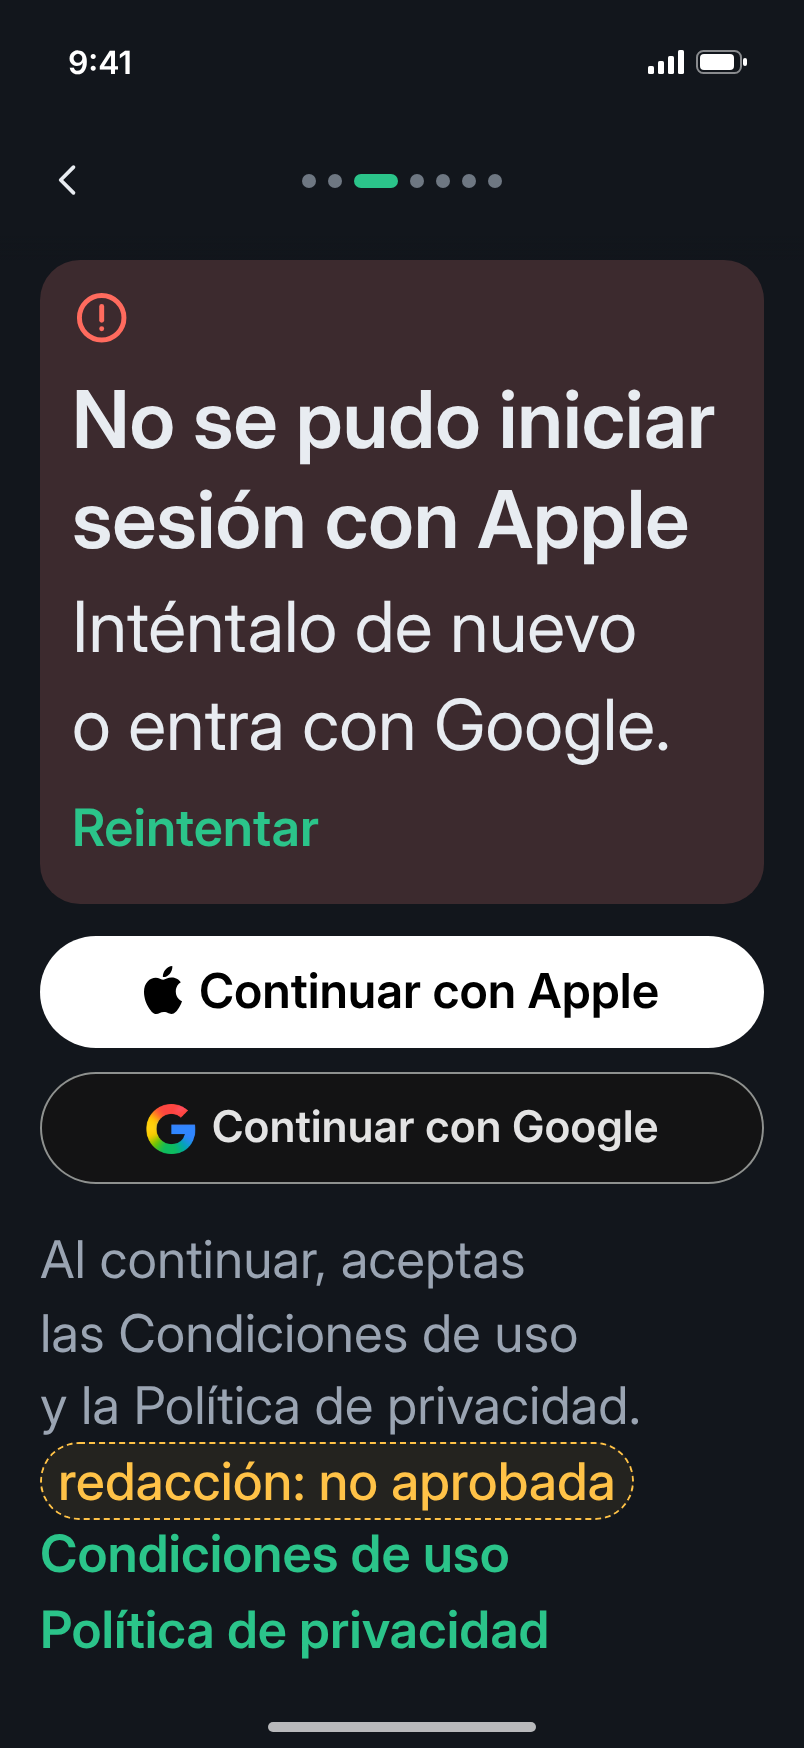 9:41
No se pudo iniciar
sesión con Apple
Inténtalo de nuevo
o entra con Google.
Reintentar
Continuar con Apple
Continuar con Google
Al continuar, aceptas
las Condiciones de uso
y la Política de privacidad.
redacción: no aprobada
Condiciones de uso
Política de privacidad